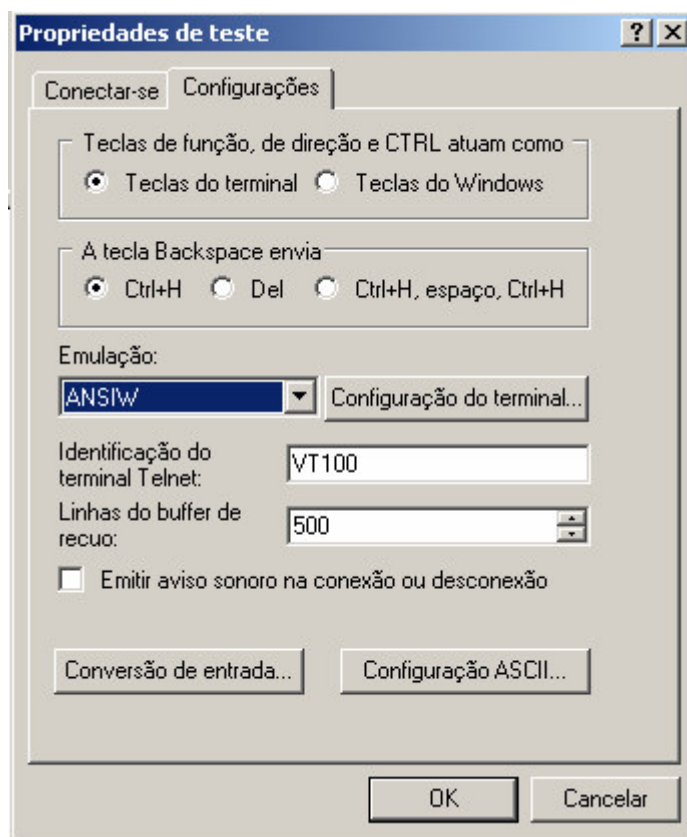 Propriedades de teste
Conectar-se Configurações
Teclas de função, de direção e CTRL atuam como
Teclas do terminal Teclas do Windows
A tecla Backspace envia
Ctrl+H Del Ctrl+H, espaço, Ctrl+H
Emulação:
ANSIW Configuração do terminal...
Identificação do
terminal Telnet:
VT100
Linhas do buffer de
recuo:
500
Emitir aviso sonoro na conexão ou desconexão
Conversão de entrada... Configuração ASCII...
OK Cancelar